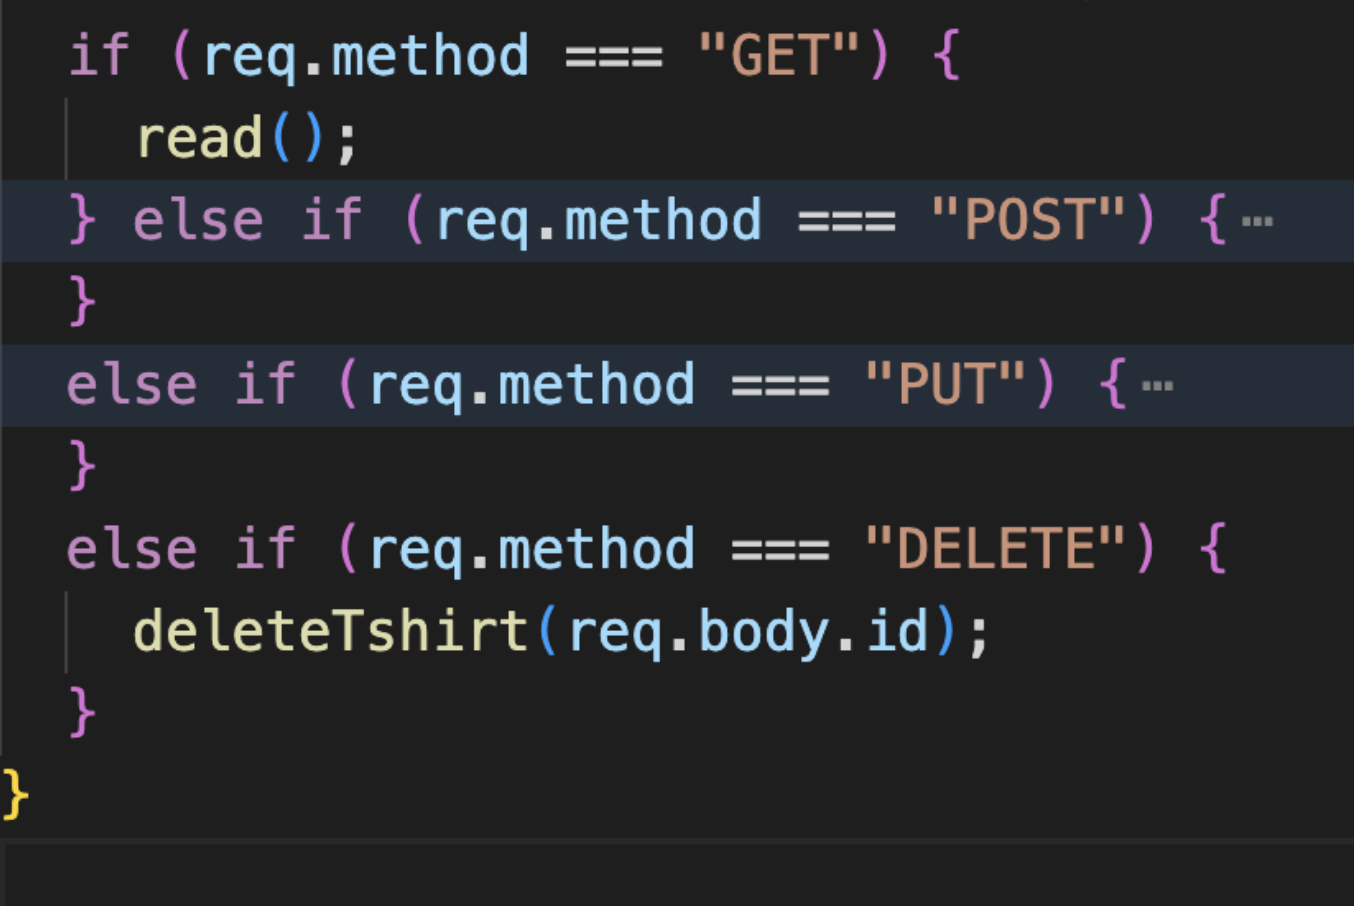 if (req.method === "GET") {
read();
} else if (req.method === "POST") {⋯
}
else if (req.method === "PUT") {⋯
}
else if (req.method === "DELETE") {
deleteTshirt(req.body.id);
}
}